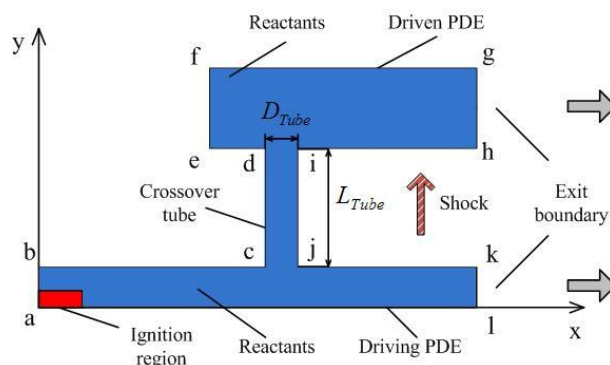 Reactants
Driven PDE
y
f
g
D_Tube
e
d
i
h
Crossover
tube
L_Tube
Shock
Exit
boundary
b
c
j
k
a
l
x
Ignition
region
Reactants
Driving PDE